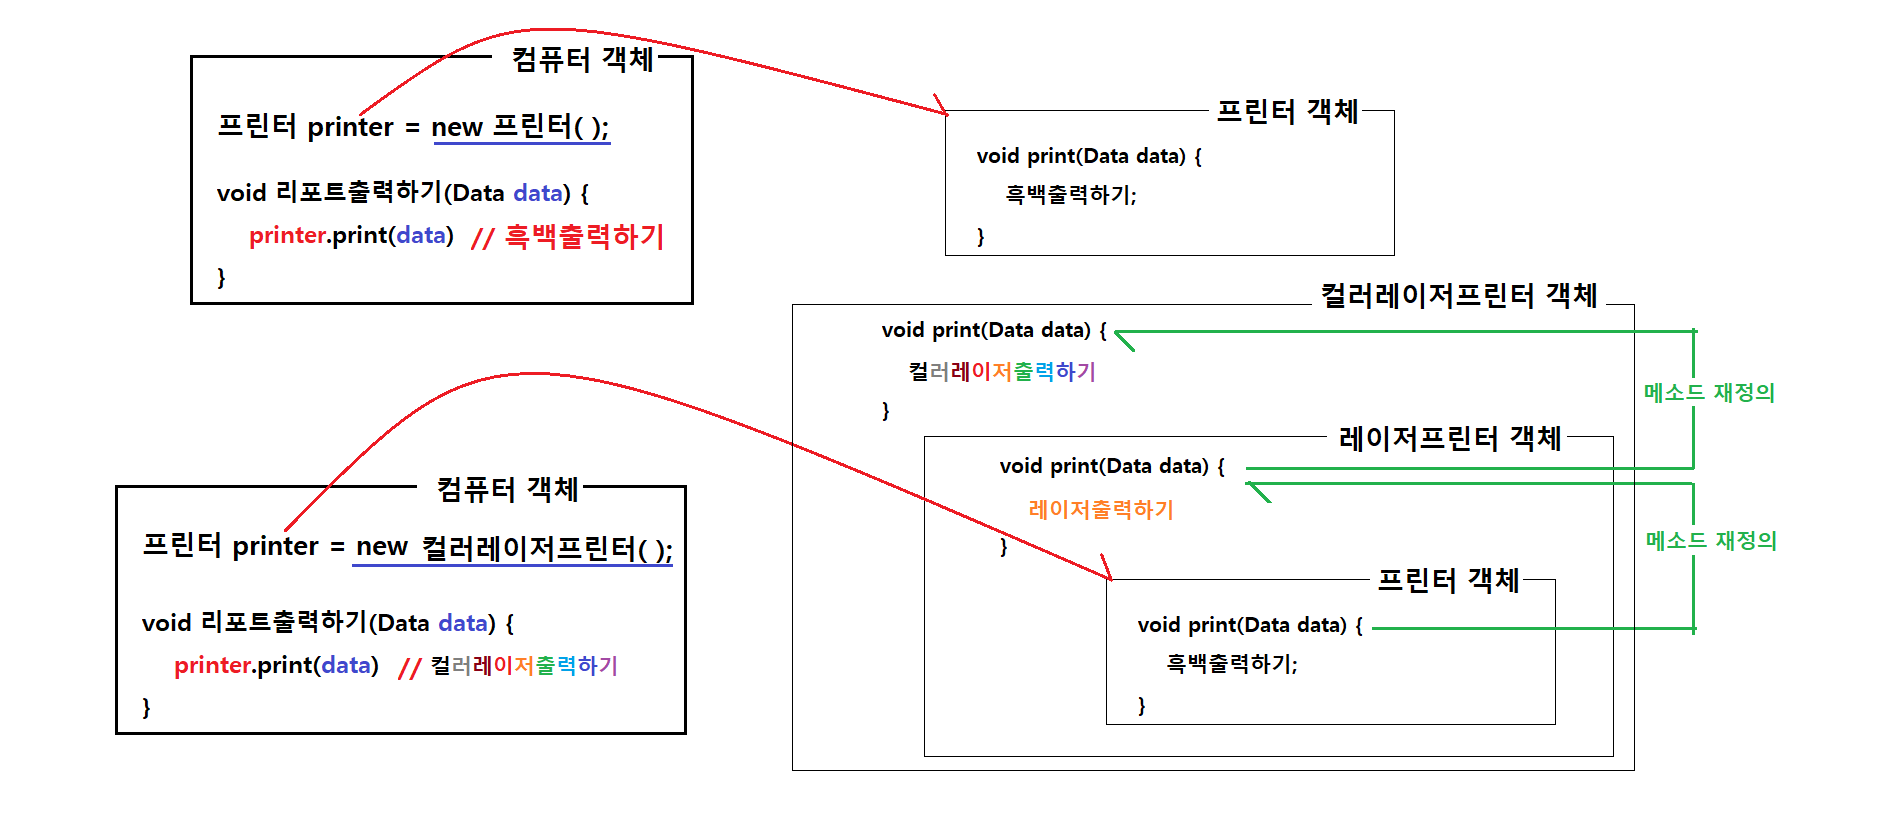 컴퓨터 객체
프린터 printer = new 프린터( );
void 리포트출력하기(Data data) {
printer.print(data) // 흑백출력하기
}
프린터 객체
void print(Data data) {
흑백출력하기;
}
컬러레이저프린터 객체
void print(Data data) {
컬러레이저출력하기
}
메소드 재정의
레이저프린터 객체
void print(Data data) {
레이저출력하기
}
메소드 재정의
프린터 객체
void print(Data data) {
흑백출력하기;
}
컴퓨터 객체
프린터 printer = new 컬러레이저프린터( );
void 리포트출력하기(Data data) {
printer.print(data) // 컬러레이저출력하기
}